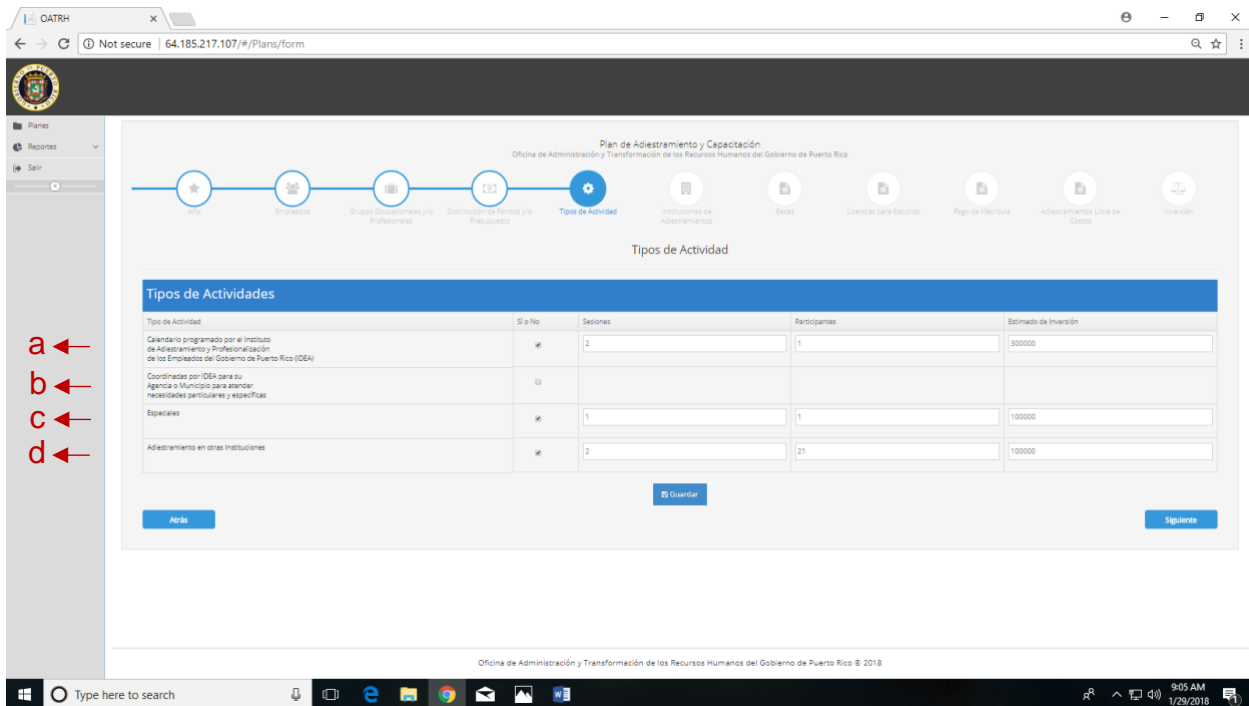 OATRH
Not secure | 64.185.217.107/#/Plans/form
Planes
Reportes
Salir
Plan de Adiestramiento y Capacitación
Oficina de Administración y Transformación de los Recursos Humanos del Gobierno de Puerto Rico
Año
Empleados
Grupos Ocupacionales y/o
Profesionales
Distribución de Fondos y/o
Presupuesto
Tipos de Actividad
Instituciones de
Adiestramientos
Becas
Licencias para Estudios
Pago de Matrícula
Adiestramientos Libre de
Costos
Inversión
Tipos de Actividad
Tipos de Actividades
Tipo de Actividad Sí o No Sesiones Participantes Estimado de Inversión
a
Calendario programado por el Instituto
de Adiestramiento y Profesionalización
de los Empleados del Gobierno de Puerto Rico (IDEA)
2 1 300000
b
Coordinadas por IDEA para su
Agencia o Municipio para atender
necesidades particulares y específicas
c
Especiales 1 1 100000
d
Adiestramiento en otras Instituciones 2 21 100000
Guardar
Atrás
Siguiente
Oficina de Administración y Transformación de los Recursos Humanos del Gobierno de Puerto Rico © 2018
Type here to search
9:05 AM
1/29/2018